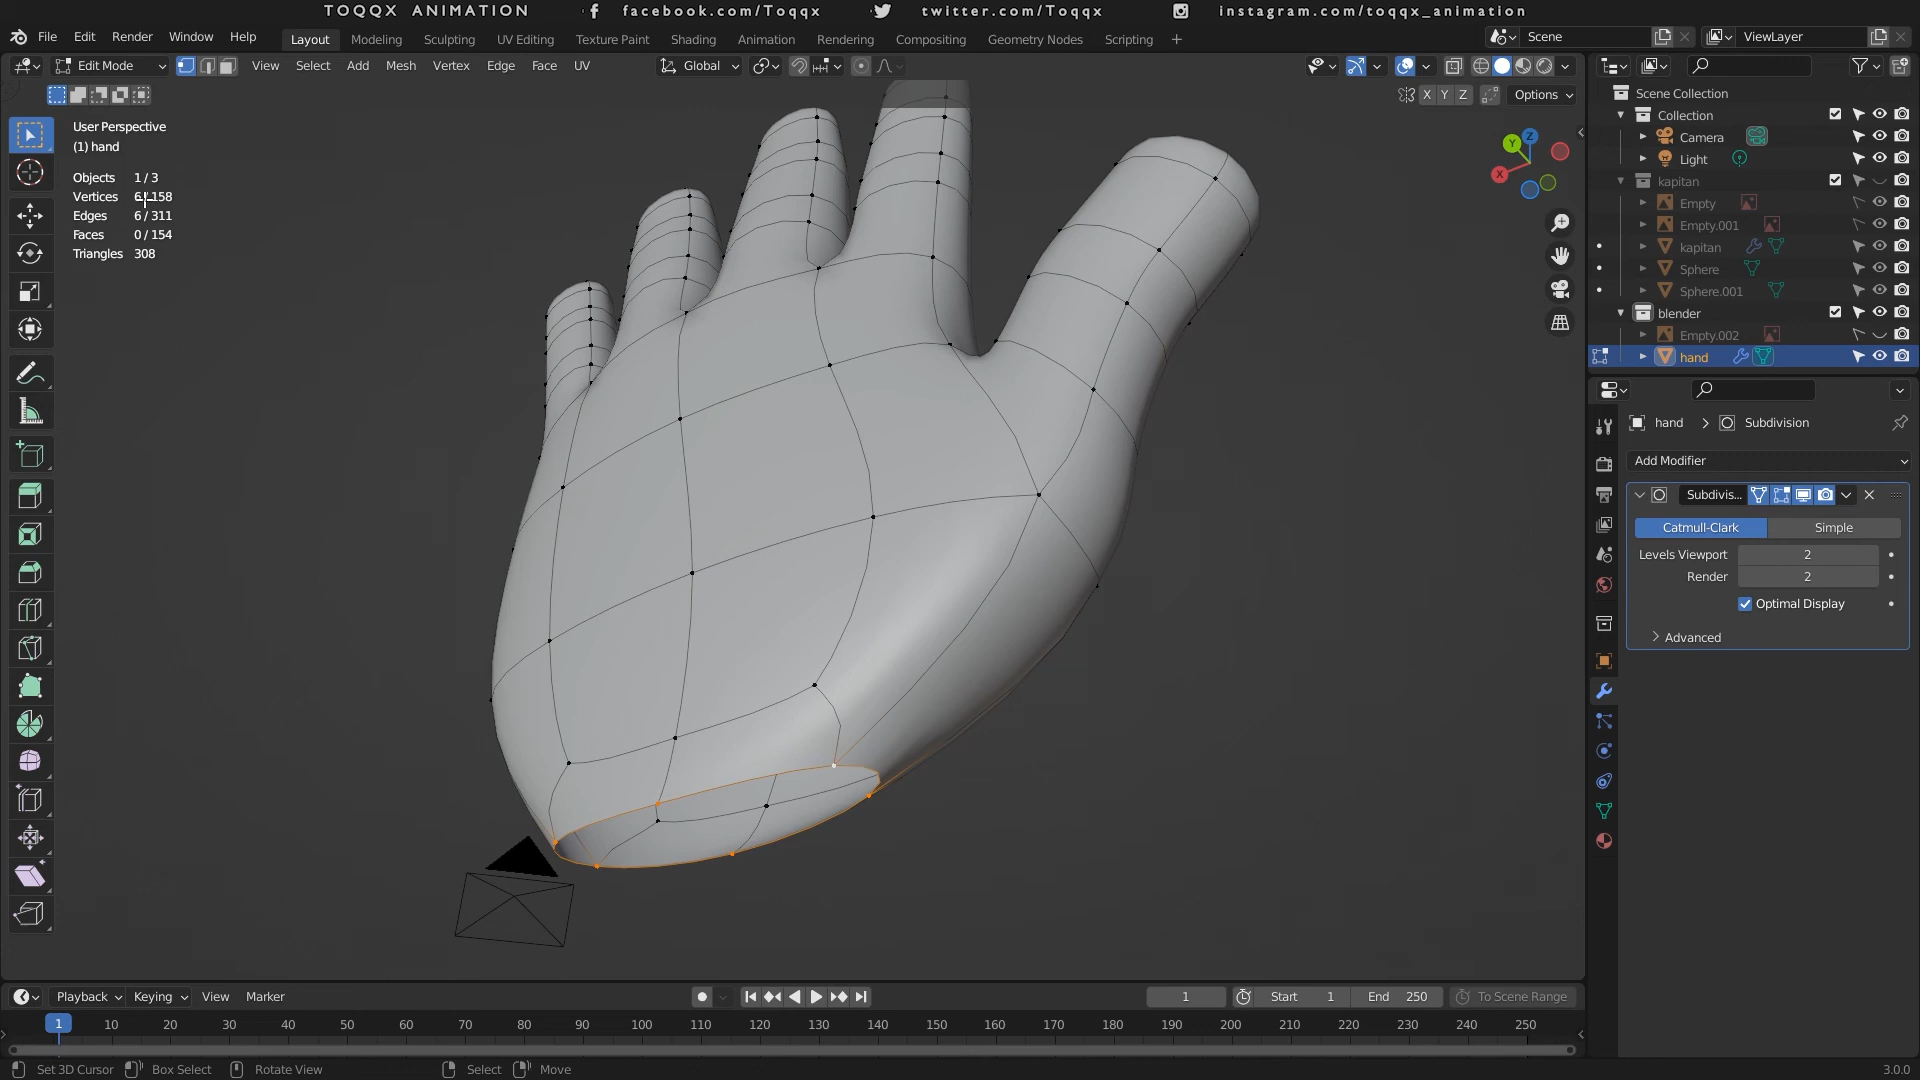 TOQQX ANIMATION facebook.com/Toqqx twitter.com/Toqqx instagram.com/toqqx_animation
File Edit Render Window Help Layout Modeling Sculpting UV Editing Texture Paint Shading Animation Rendering Compositing Geometry Nodes Scripting + Scene ViewLayer
Edit Mode View Select Add Mesh Vertex Edge Face UV Global
X Y Z Options
User Perspective
(1) hand
Objects 1 / 3
Vertices 6/158
Edges 6 / 311
Faces 0 / 154
Triangles 308
Z
Y
X
Scene Collection
Collection
Camera
Light
kapitan
Empty
Empty.001
kapitan
Sphere
Sphere.001
blender
Empty.002
hand
hand > Subdivision
Add Modifier
Subdivis...
Catmull-Clark Simple
Levels Viewport 2
Render 2
Optimal Display
Advanced
Playback Keying View Marker 1 Start 1 End 250 To Scene Range
1 10 20 30 40 50 60 70 80 90 100 110 120 130 140 150 160 170 180 190 200 210 220 230 240 250
Set 3D Cursor Box Select Rotate View Select Move 3.0.0